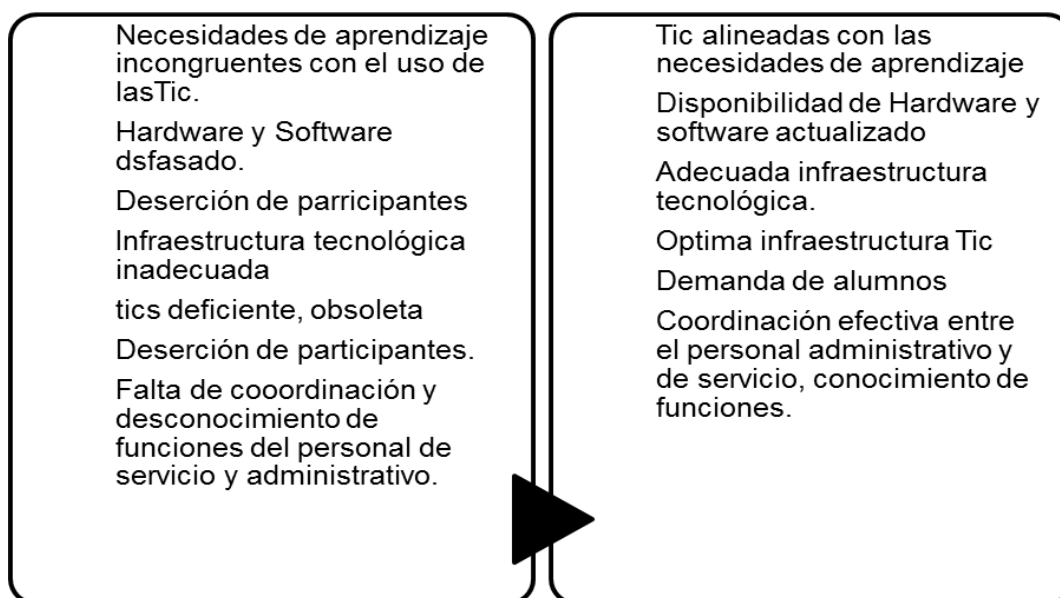 Necesidades de aprendizaje
incongruentes con el uso de
lasTic.
Hardware y Software
dsfasado.
Deserción de parricipantes
Infraestructura tecnológica
inadecuada
tics deficiente, obsoleta
Deserción de participantes.
Falta de cooordinación y
desconocimiento de
funciones del personal de
servicio y administrativo.
Tic alineadas con las
necesidades de aprendizaje
Disponibilidad de Hardware y
software actualizado
Adecuada infraestructura
tecnológica.
Optima infraestructura Tic
Demanda de alumnos
Coordinación efectiva entre
el personal administrativo y
de servicio, conocimiento de
funciones.